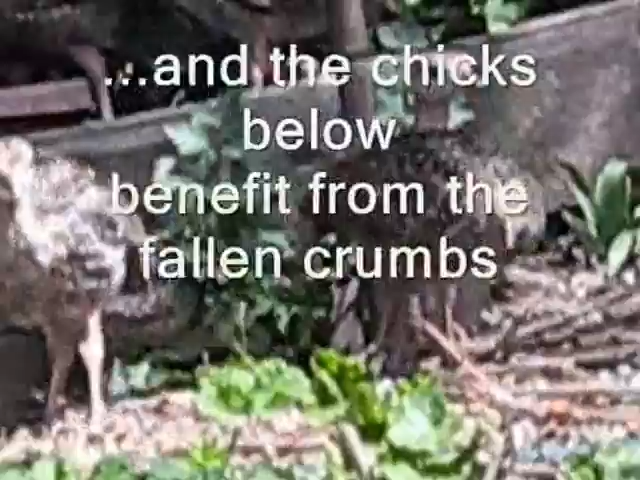 ...and the chicks
below
benefit from the
fallen crumbs